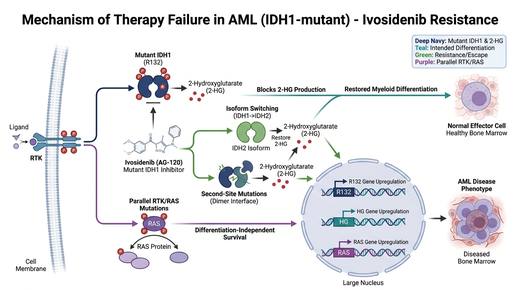 Mechanism of Therapy Failure in AML (IDH1-mutant) - Ivosidenib Resistance
Deep Navy: Mutant IDH1 & 2-HG
Teal: Intended Differentiation
Green: Resistance/Escape
Purple: Parallel RTK/RAS
Mutant IDH1
(R132)
2-Hydroxyglutarate
(2-HG)
Blocks 2-HG Production
Restored Myeloid Differentiation
Normal Effector Cell
Healthy Bone Marrow
Ligand
RTK
Isoform Switching
(IDH1->IDH2)
IDH2 Isoform
Restore
2-HG
2-Hydroxyglutarate
(2-HG)
Ivosidenib (AG-120)
Mutant IDH1 Inhibitor
2-Hydroxyglutarate
(2-HG)
Second-Site Mutations
(Dimer Interface)
Parallel RTK/RAS
Mutations
RAS
RAS Protein
Differentiation-Independent
Survival
R132 Gene Upregulation
R132
HG Gene Upregulation
HG
RAS Gene Upregulation
RAS
Large Nucleus
AML Disease
Phenotype
Diseased
Bone Marrow
Cell
Membrane